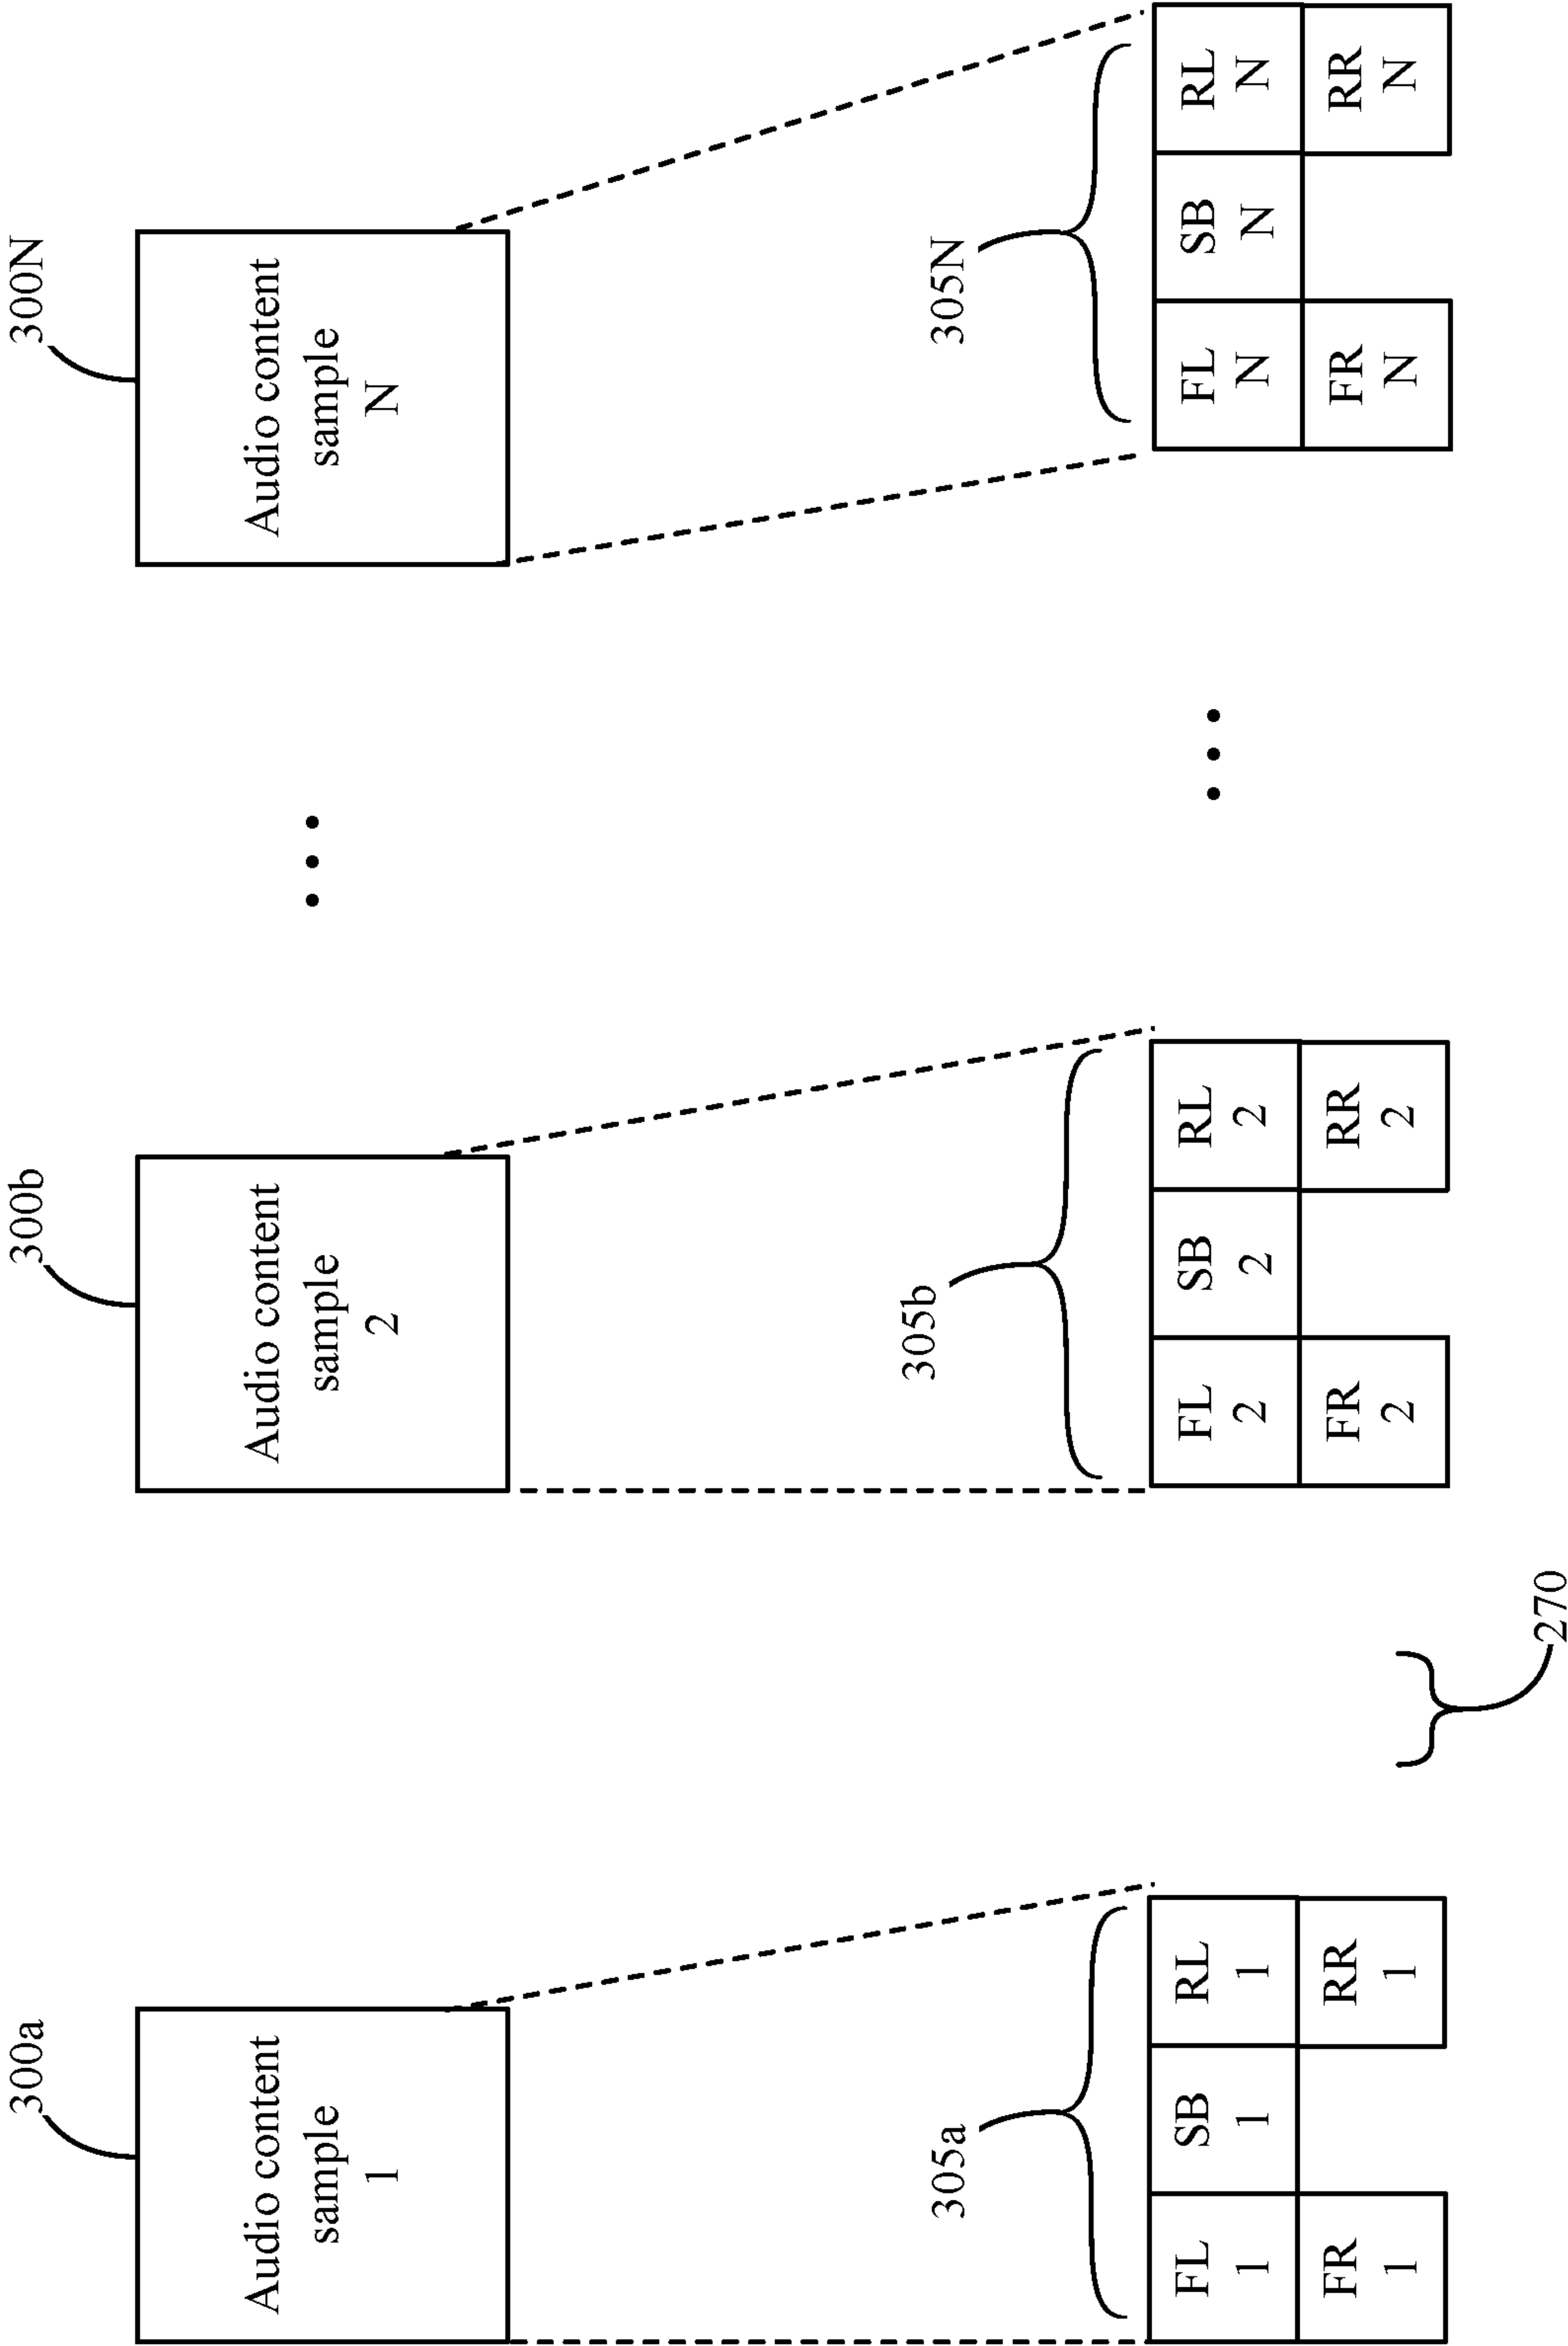 300a
300b
300N
Audio content
sample
1
Audio content
sample
2
Audio content
sample
N
305a
305b
305N
FL
1
SB
1
RL
1
FR
1
RR
1
FL
2
SB
2
RL
2
FR
2
RR
2
FL
N
SB
N
RL
N
FR
N
RR
N
270